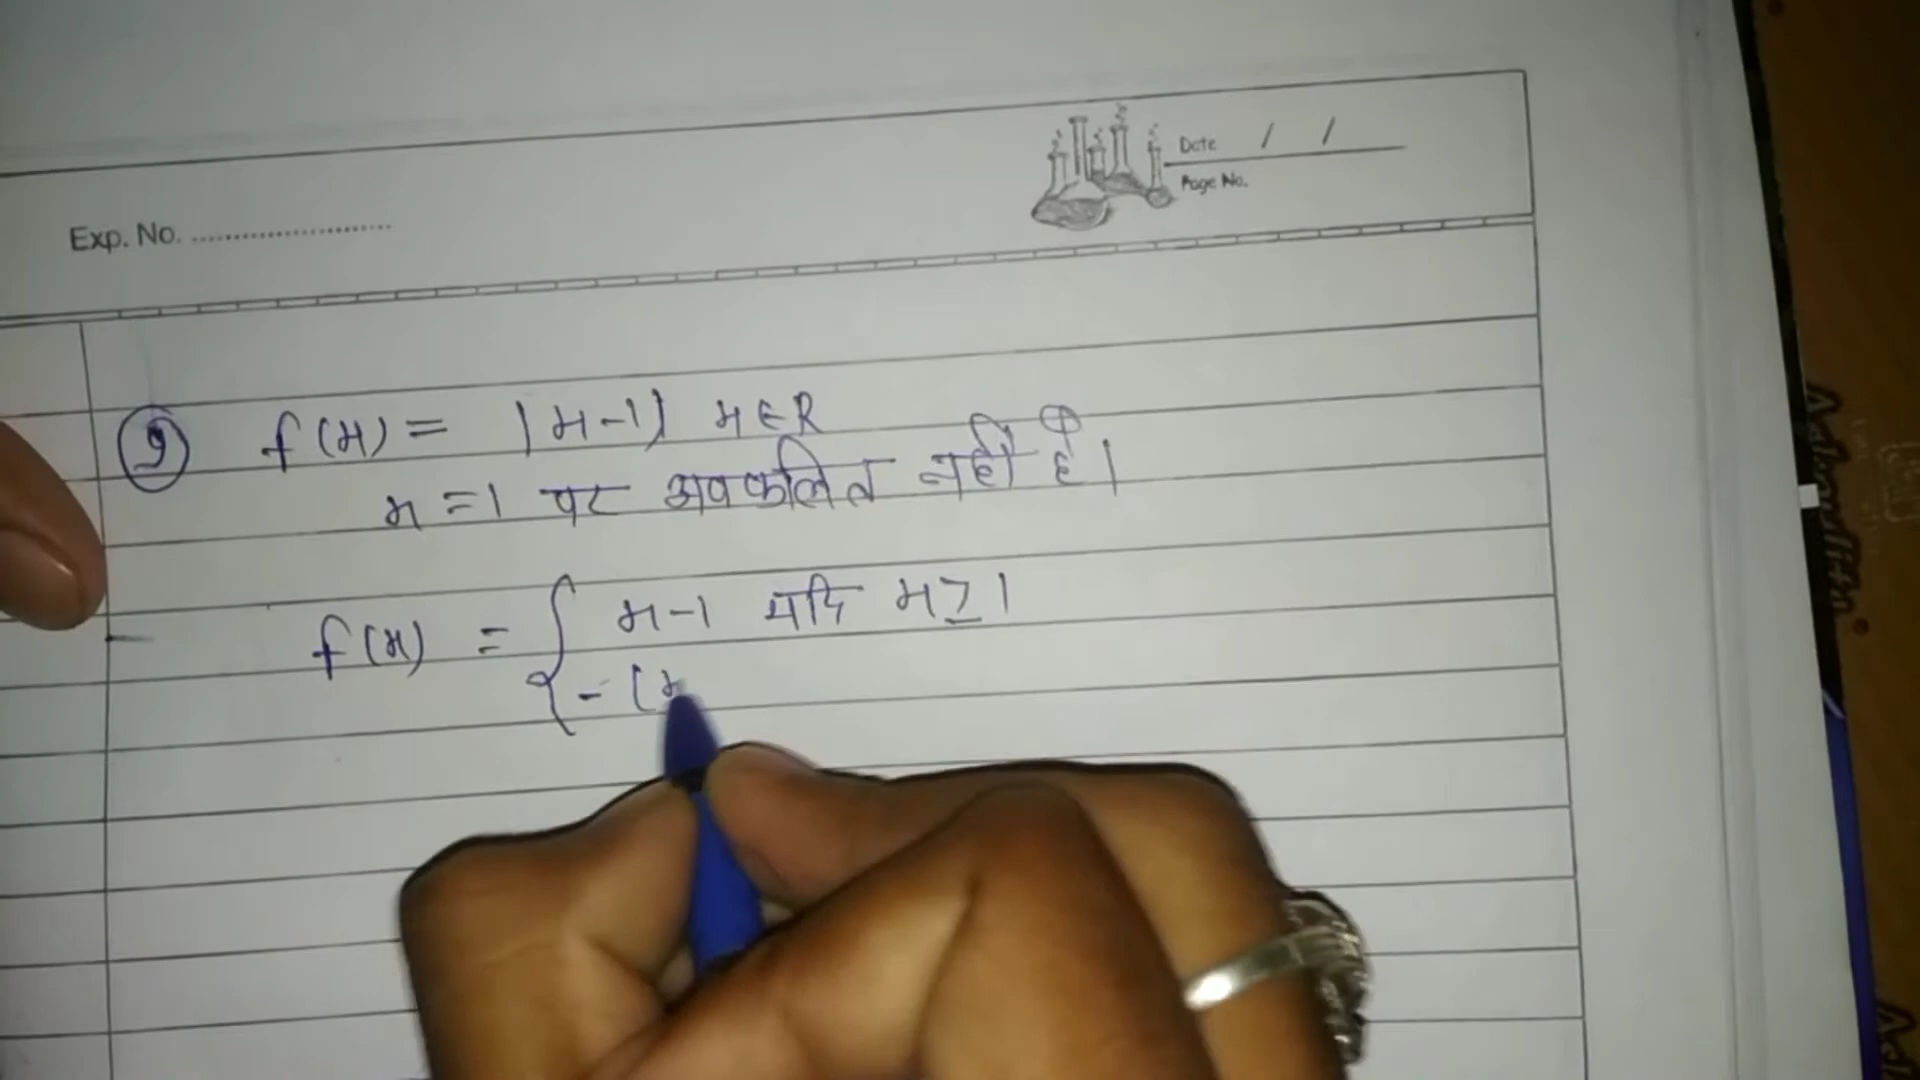 Date / /
Page No.
Exp. No. ........................
9 f(x) = |x-1| x∈R
x=1 पर अवकलित नहीं है।
f(x) = { x-1 यदि x≥1
-(x